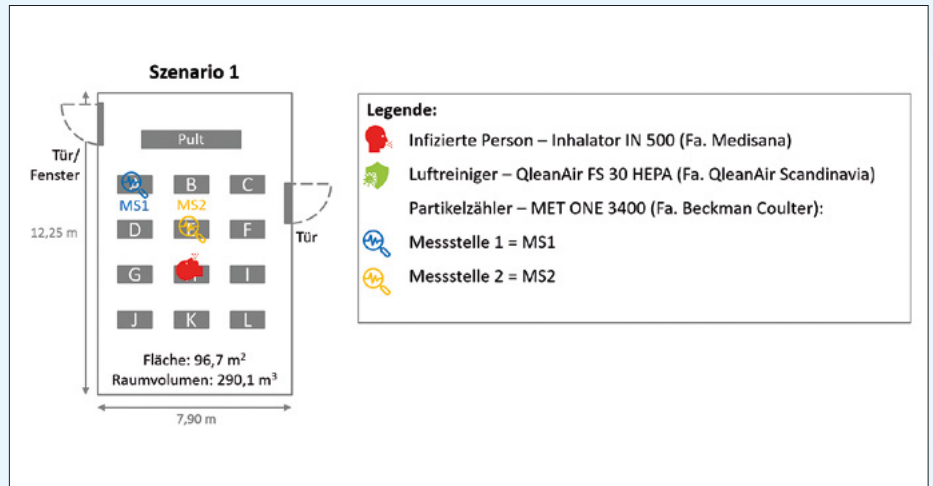 Szenario 1
Pult
Tür/
Fenster
B C
MS1 MS2
D F
12,25 m
Tür
G I
J K L
Fläche: 96,7 m²
Raumvolumen: 290,1 m³
7,90 m
Legende:
Infizierte Person – Inhalator IN 500 (Fa. Medisana)
Luftreiniger – QleanAir FS 30 HEPA (Fa. QleanAir Scandinavia)
Partikelzähler – MET ONE 3400 (Fa. Beckman Coulter):
Messstelle 1 = MS1
Messstelle 2 = MS2